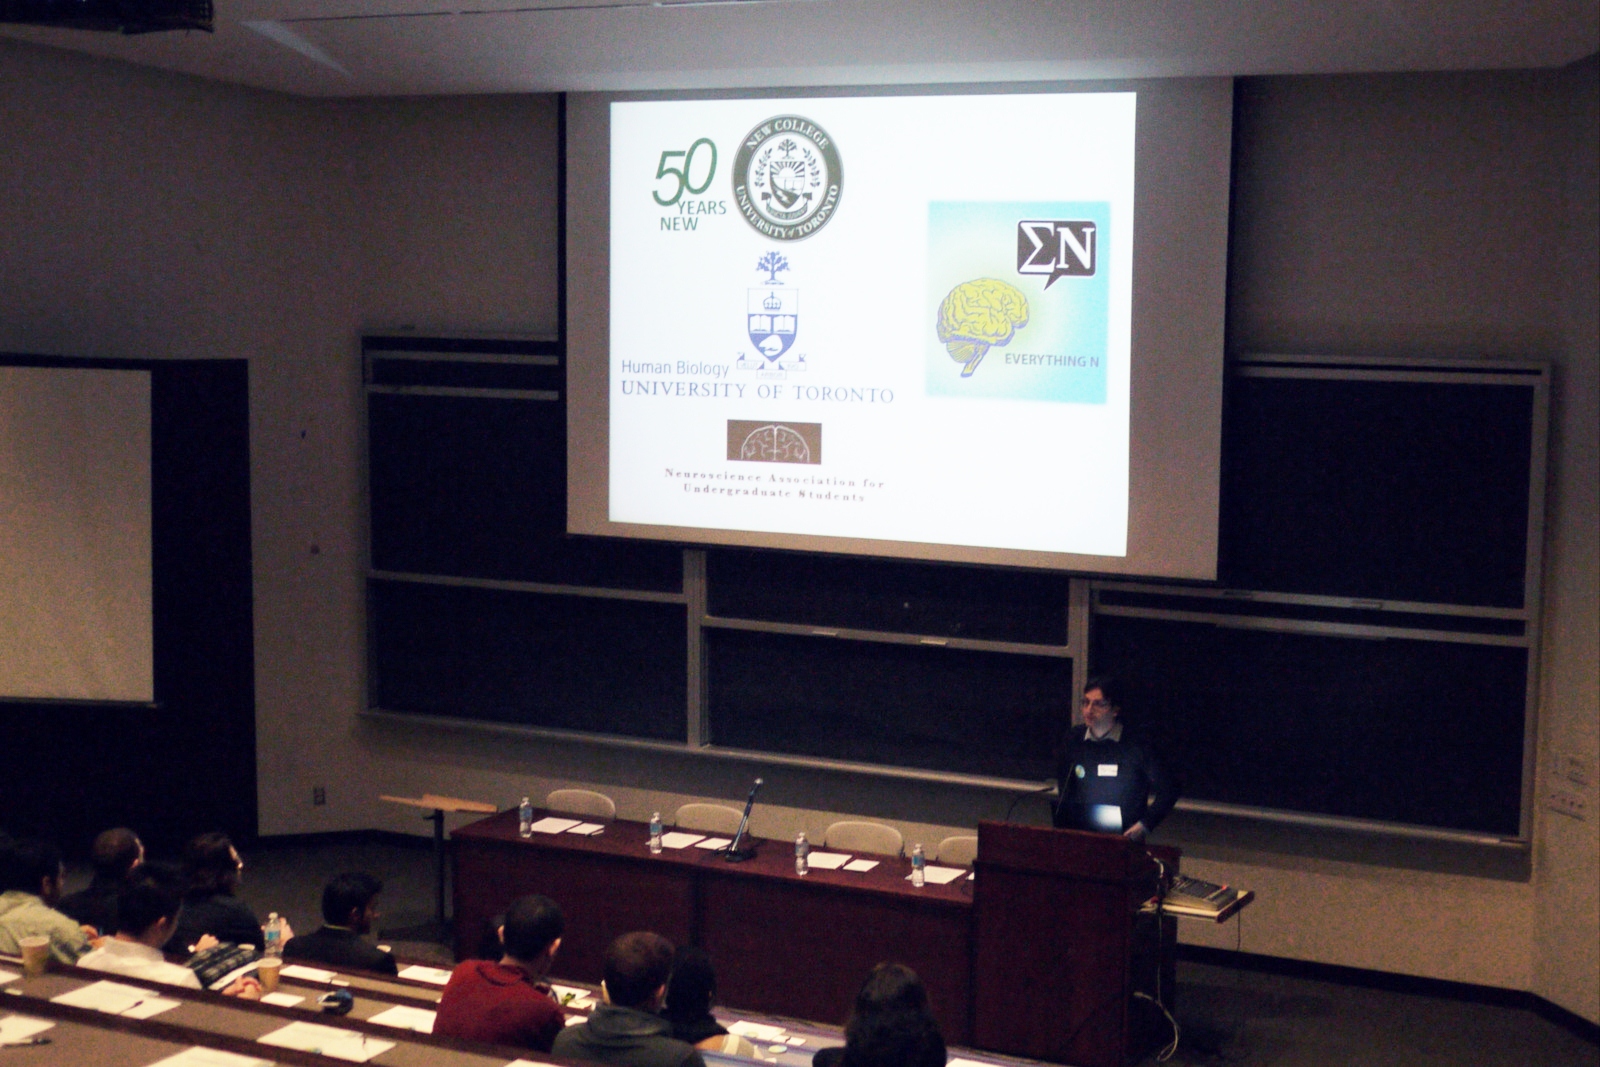 50
YEARS
NEW
NEW COLLEGE
UNIVERSITY of TORONTO
ΣN
EVERYTHING N
Human Biology
UNIVERSITY OF TORONTO
Neuroscience Association for
Undergraduate Students